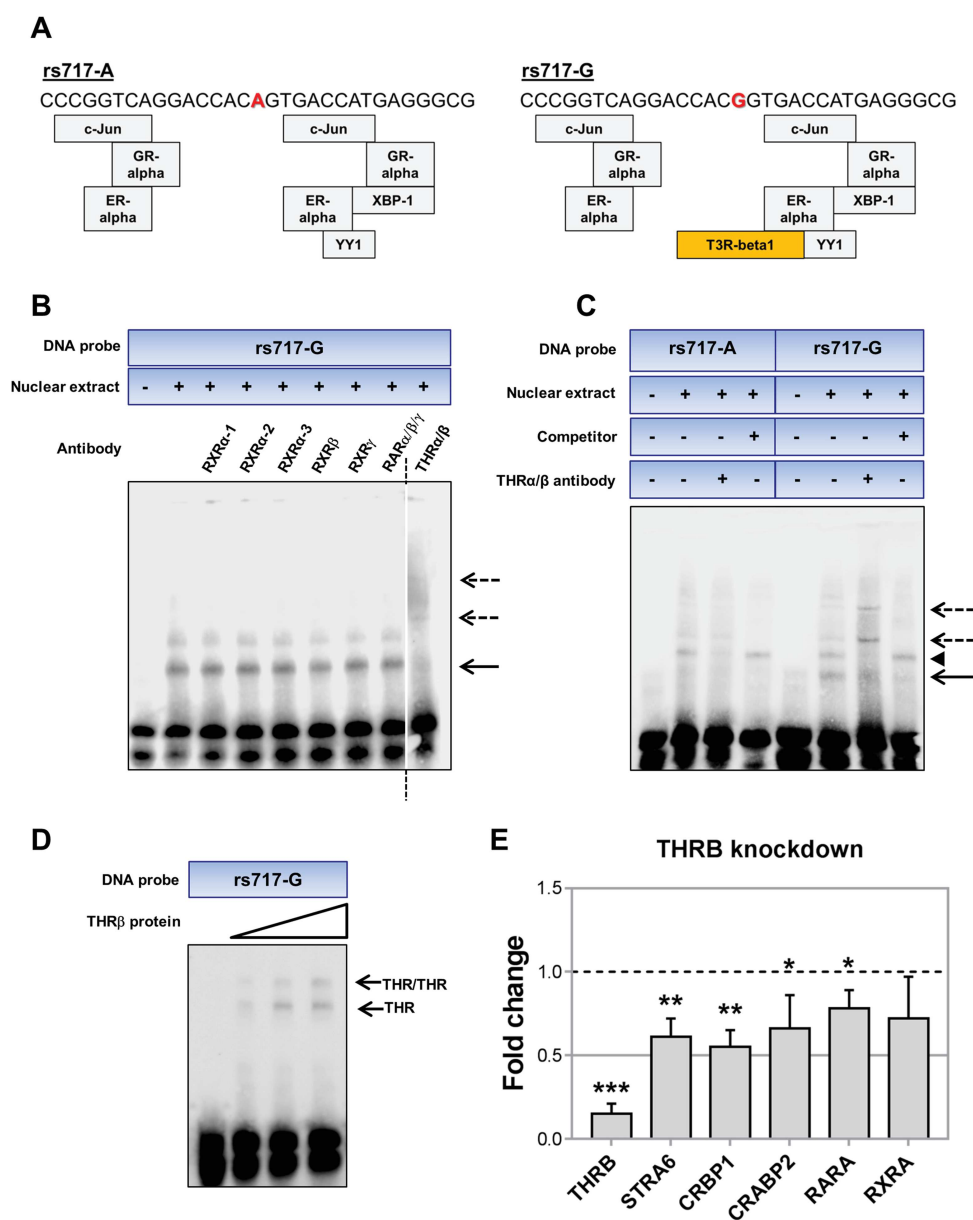 A
rs717-A
CCCGGTCAGGACCACAGTGACCATGAGGGCG
c-Jun
GR-
alpha
ER-
alpha
c-Jun
GR-
alpha
ER-
alpha
XBP-1
YY1
rs717-G
CCCGGTCAGGACCACGGTGACCATGAGGGCG
c-Jun
GR-
alpha
ER-
alpha
c-Jun
GR-
alpha
ER-
alpha
XBP-1
T3R-beta1
YY1
B
DNA probe
rs717-G
Nuclear extract
- + + + + + + + +
Antibody
RXRα-1
RXRα-2
RXRα-3
RXRβ
RXRγ
RARα/β/γ
THRα/β
C
DNA probe
rs717-A
rs717-G
Nuclear extract
- + + + - + + +
Competitor
- - - + - - - +
THRα/β antibody
- - + - - - + -
D
DNA probe
rs717-G
THRβ protein
THR/THR
THR
E
THRB knockdown
Fold change
1.5
1.0
0.5
0.0
***
**
**
*
*
THRB
STRA6
CRBP1
CRABP2
RARA
RXRA